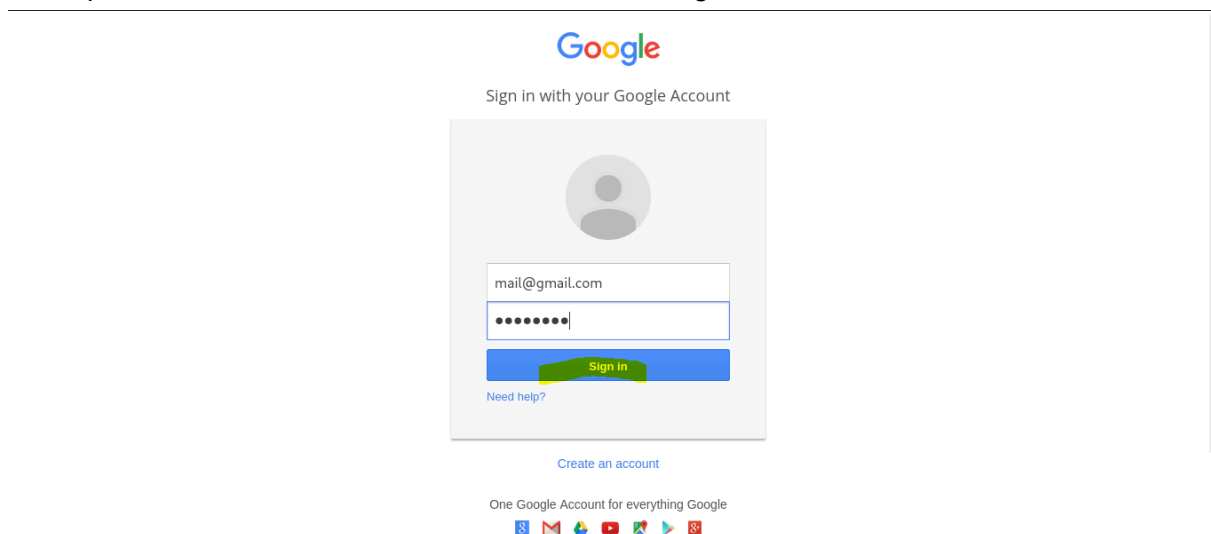 Google
Sign in with your Google Account
mail@gmail.com
••••••••
Sign in
Need help?
Create an account
One Google Account for everything Google